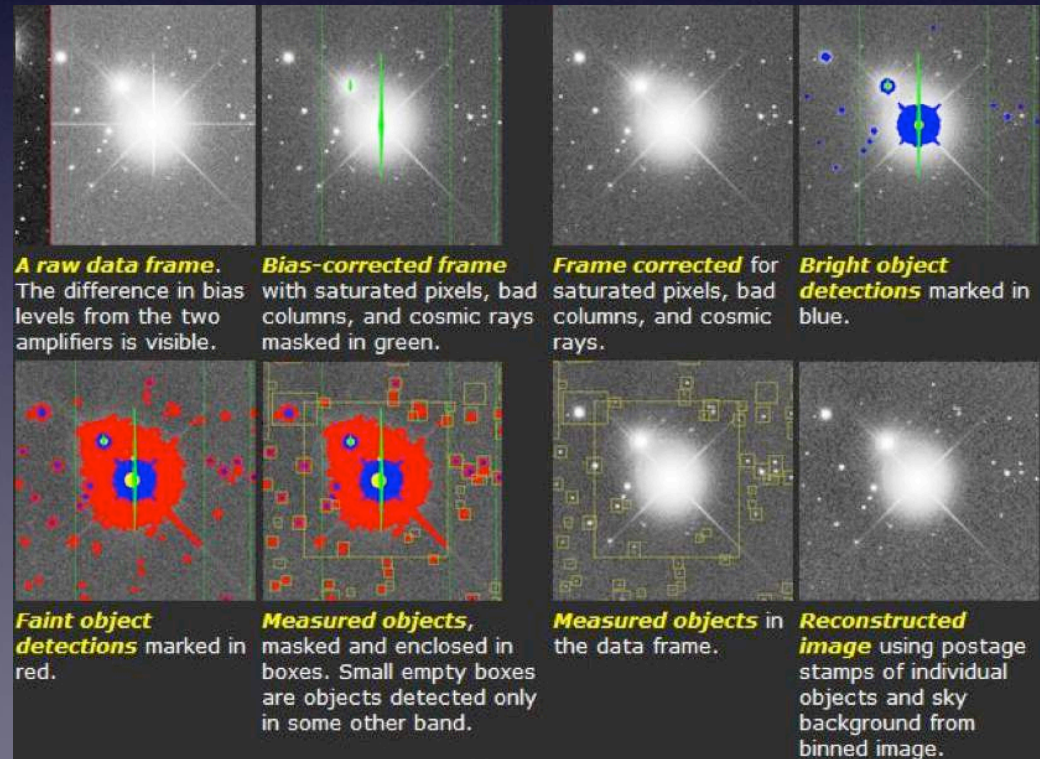 A raw data frame.
The difference in bias
levels from the two
amplifiers is visible.
Bias-corrected frame
with saturated pixels, bad
columns, and cosmic rays
masked in green.
Frame corrected for
saturated pixels, bad
columns, and cosmic
rays.
Bright object
detections marked in
blue.
Faint object
detections marked in
red.
Measured objects,
masked and enclosed in
boxes. Small empty boxes
are objects detected only
in some other band.
Measured objects in
the data frame.
Reconstructed
image using postage
stamps of individual
objects and sky
background from
binned image.